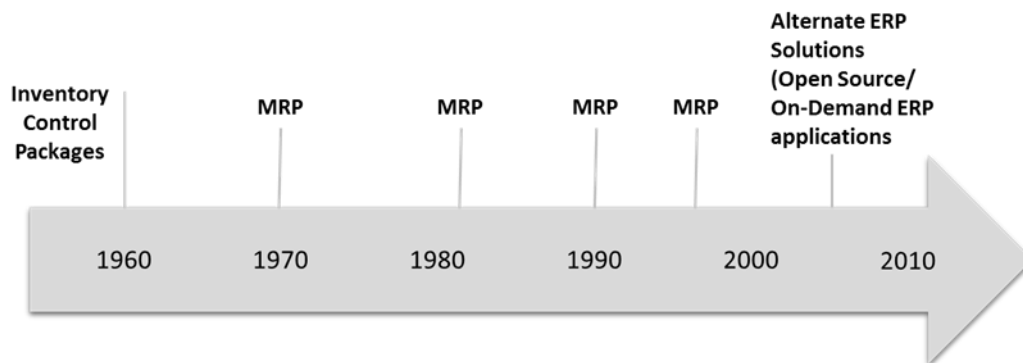 Alternate ERP
Solutions
(Open Source/
On-Demand ERP
applications
Inventory
Control
Packages
MRP
MRP
MRP
MRP
1960
1970
1980
1990
2000
2010